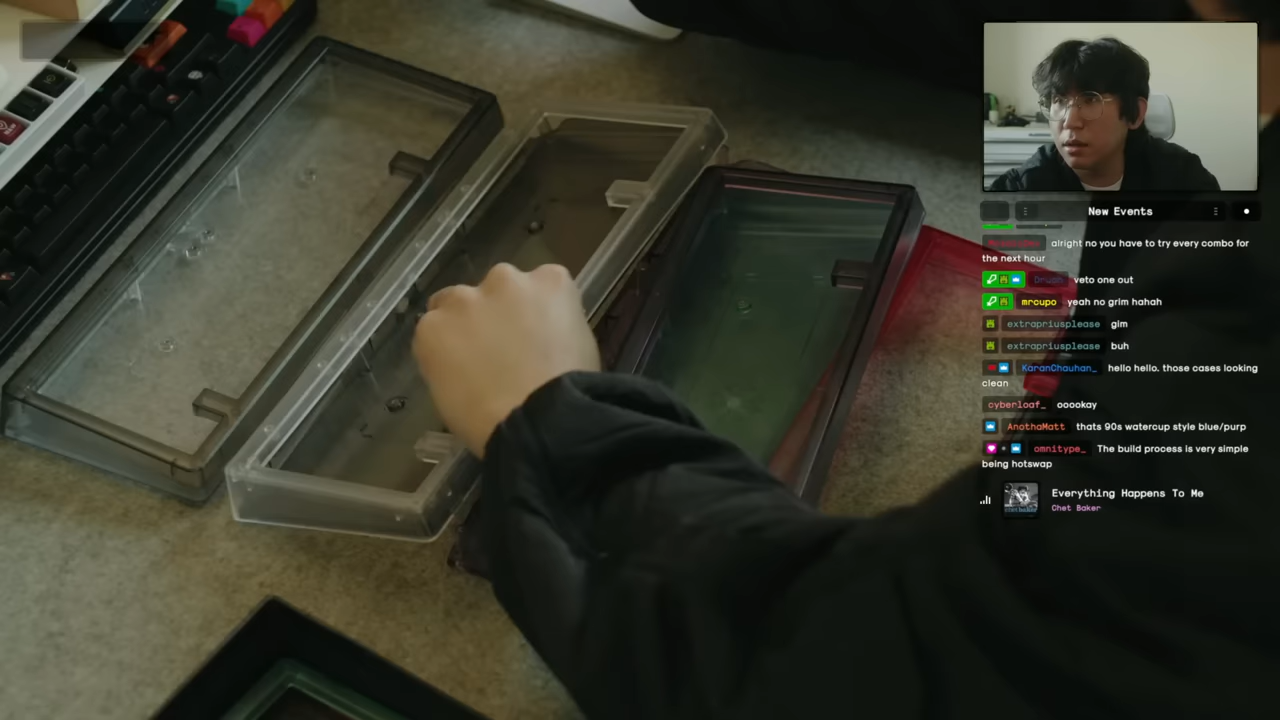 New Events
alright no you have to try every combo for
the next hour
veto one out
mrcupo yeah no grim hahah
extrapriusplease gim
extrapriusplease buh
KaranChauhan_ hello hello. those cases looking
clean
cyberloaf_ ooookay
AnothaMatt thats 90s watercup style blue/purp
omnitype_ The build process is very simple
being hotswap
Everything Happens To Me
Chet Baker